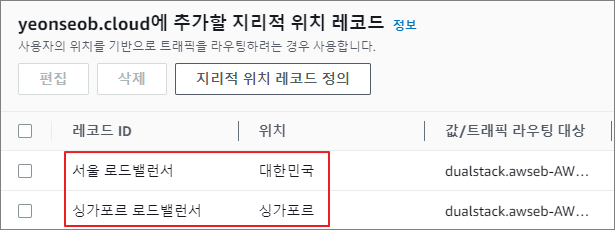 yeonseob.cloud에 추가할 지리적 위치 레코드 정보
사용자의 위치를 기반으로 트래픽을 라우팅하려는 경우 사용합니다.
편집 삭제 지리적 위치 레코드 정의
레코드 ID 위치 값/트래픽 라우팅 대상
서울 로드밸런서 대한민국 dualstack.awseb-AW...
싱가포르 로드밸런서 싱가포르 dualstack.awseb-AW...